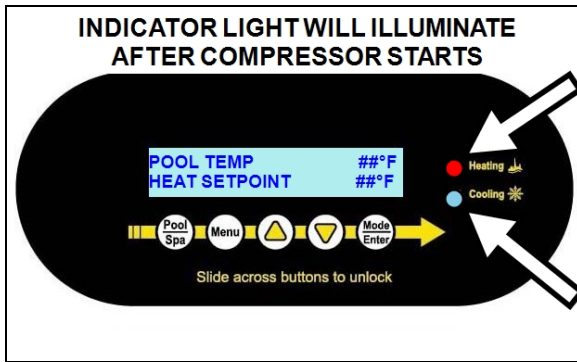 INDICATOR LIGHT WILL ILLUMINATE
AFTER COMPRESSOR STARTS
POOL TEMP ##°F
HEAT SETPOINT ##°F
Heating
Cooling
Pool
Spa
Menu
Mode
Enter
Slide across buttons to unlock